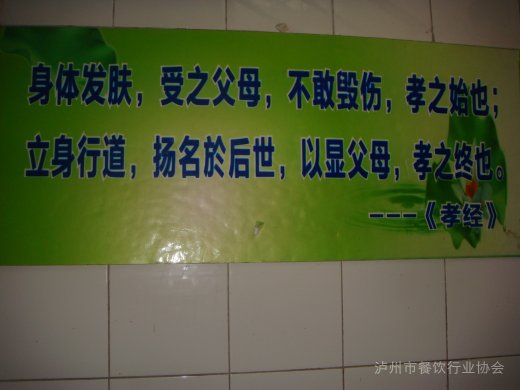 身体发肤，受之父母，不敢毁伤，孝之始也；
立身行道，扬名於后世，以显父母，孝之终也。
---《孝经》
泸州市餐饮行业协会